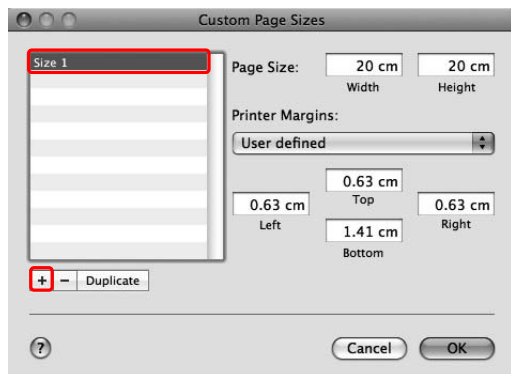 Custom Page Sizes
Size 1
Page Size:
20 cm
20 cm
Width
Height
Printer Margins:
User defined
0.63 cm
Top
0.63 cm
Left
0.63 cm
Right
1.41 cm
Bottom
+ − Duplicate
?
Cancel
OK